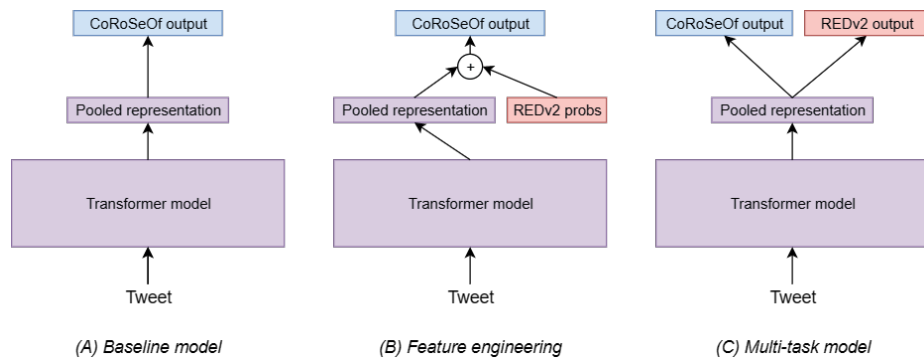 CoRoSeOf output
Pooled representation
Transformer model
Tweet
(A) Baseline model
CoRoSeOf output
+
Pooled representation
REDv2 probs
Transformer model
Tweet
(B) Feature engineering
CoRoSeOf output
REDv2 output
Pooled representation
Transformer model
Tweet
(C) Multi-task model